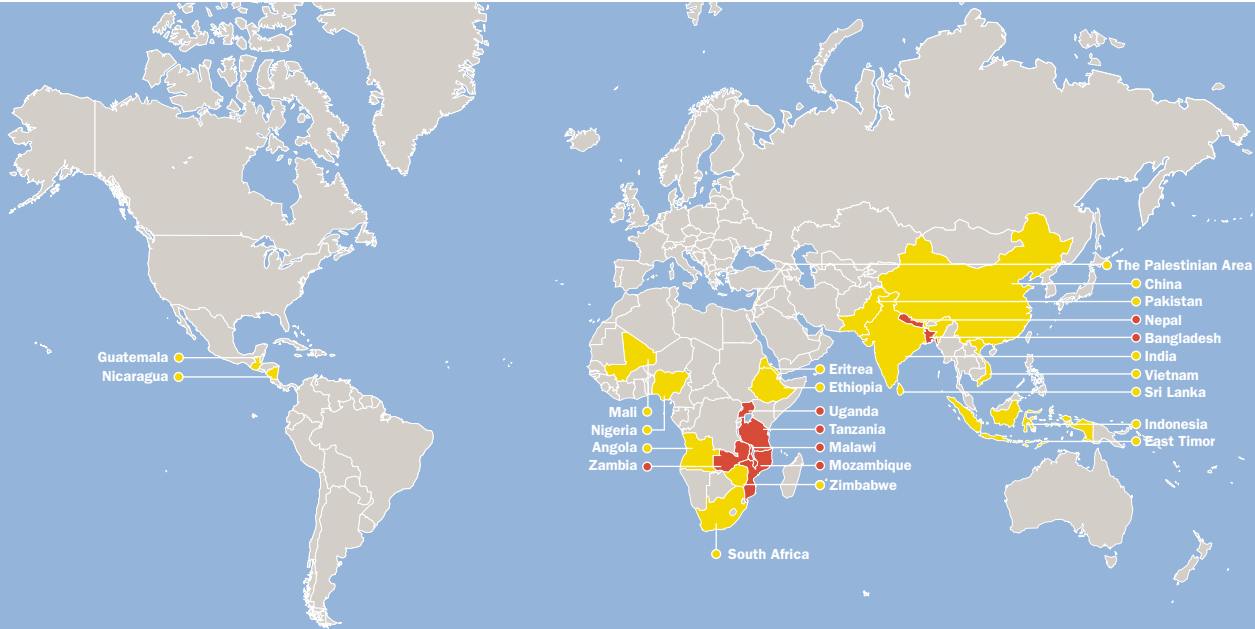 Guatemala
Nicaragua
Mali
Nigeria
Angola
Zambia
South Africa
Eritrea
Ethiopia
Uganda
Tanzania
Malawi
Mozambique
Zimbabwe
The Palestinian Area
China
Pakistan
Nepal
Bangladesh
India
Vietnam
Sri Lanka
Indonesia
East Timor